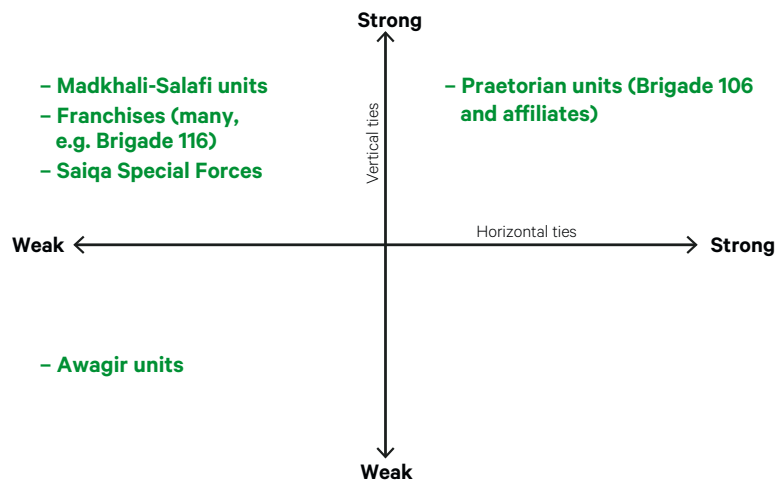 Strong
– Madkhali-Salafi units
– Franchises (many,
e.g. Brigade 116)
– Saiqa Special Forces
– Praetorian units (Brigade 106
and affiliates)
Vertical ties
Horizontal ties
Weak
Strong
– Awagir units
Weak